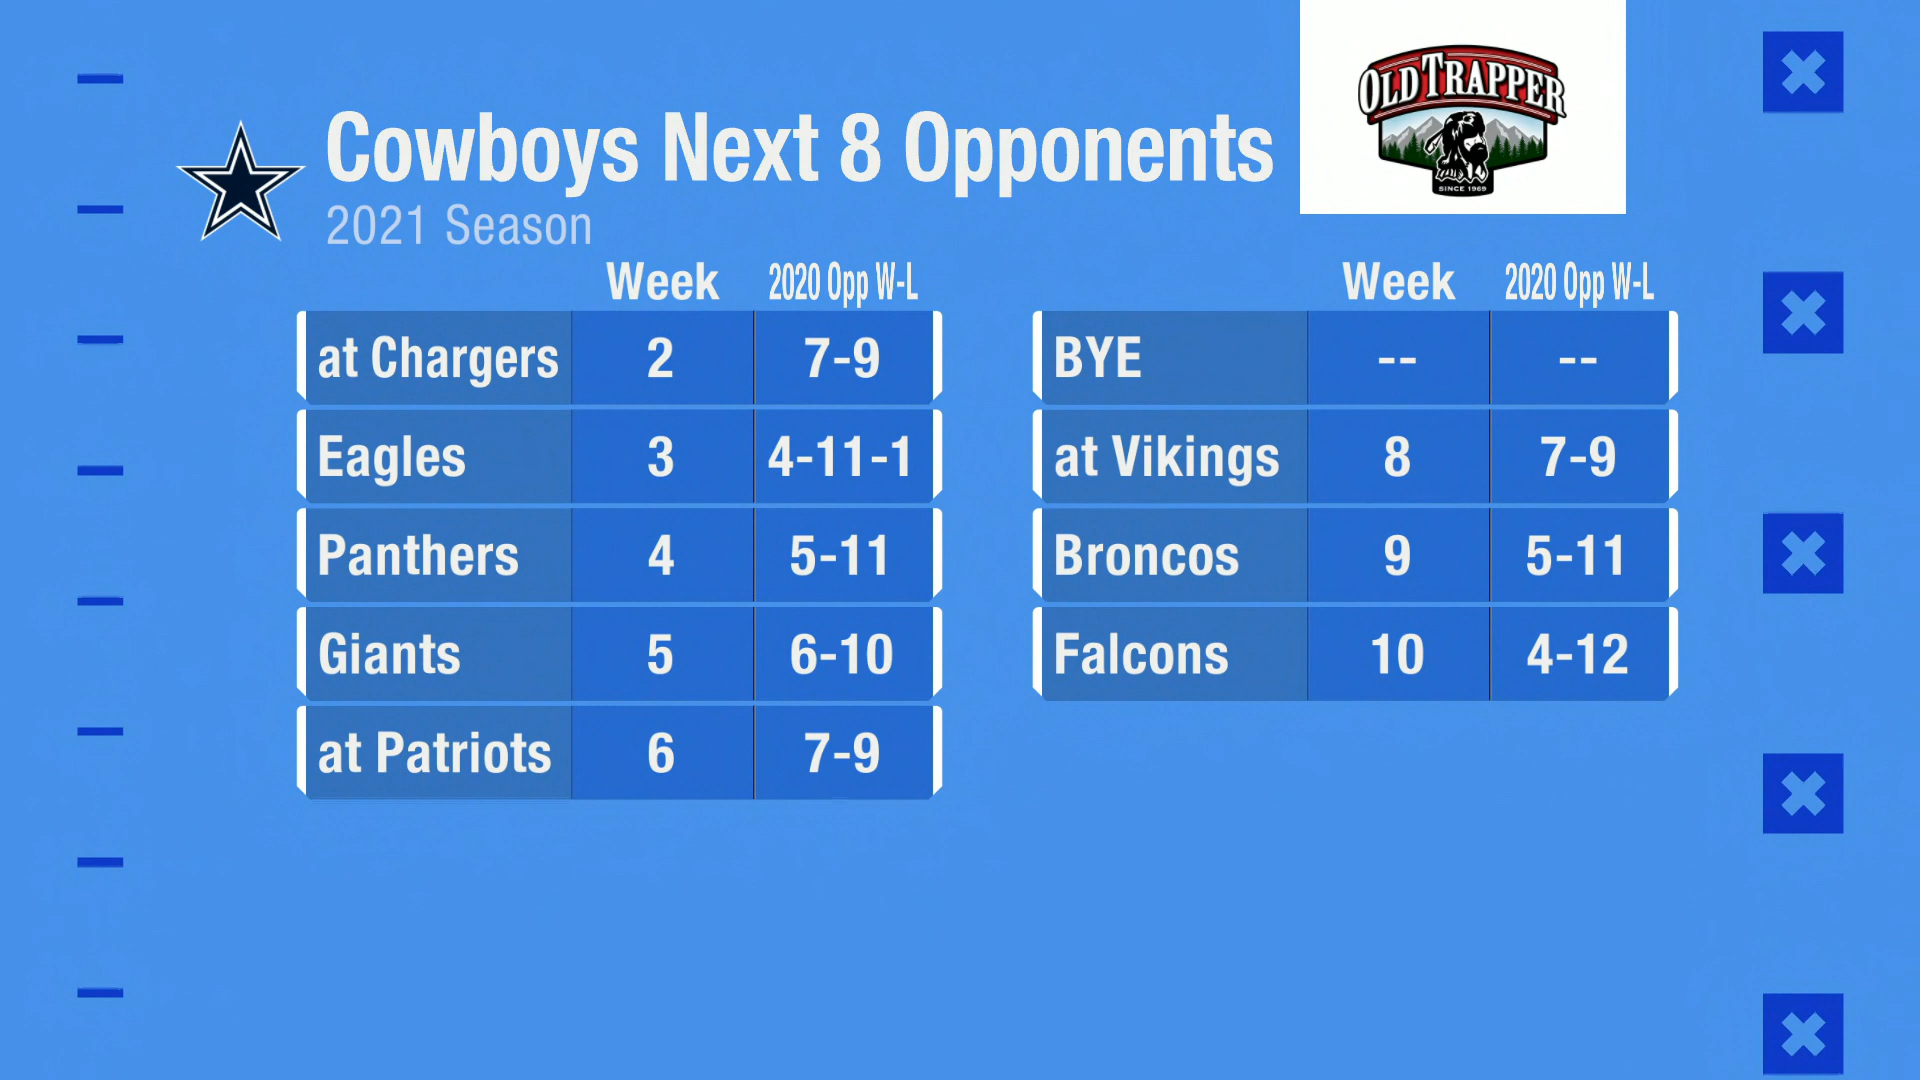 OLD TRAPPER
SINCE 1969
Cowboys Next 8 Opponents
2021 Season
Week 2020 Opp W-L
at Chargers 2 7-9
Eagles 3 4-11-1
Panthers 4 5-11
Giants 5 6-10
at Patriots 6 7-9
Week 2020 Opp W-L
BYE -- --
at Vikings 8 7-9
Broncos 9 5-11
Falcons 10 4-12